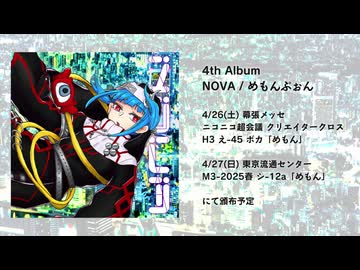 4th Album
NOVA / めもんぷぉん
4/26(土) 幕張メッセ
ニコニコ超会議 クリエイタークロス
H3 え-45 ボカ「めもん」
4/27(日) 東京流通センター
M3-2025春 シ-12a「めもん」
にて頒布予定